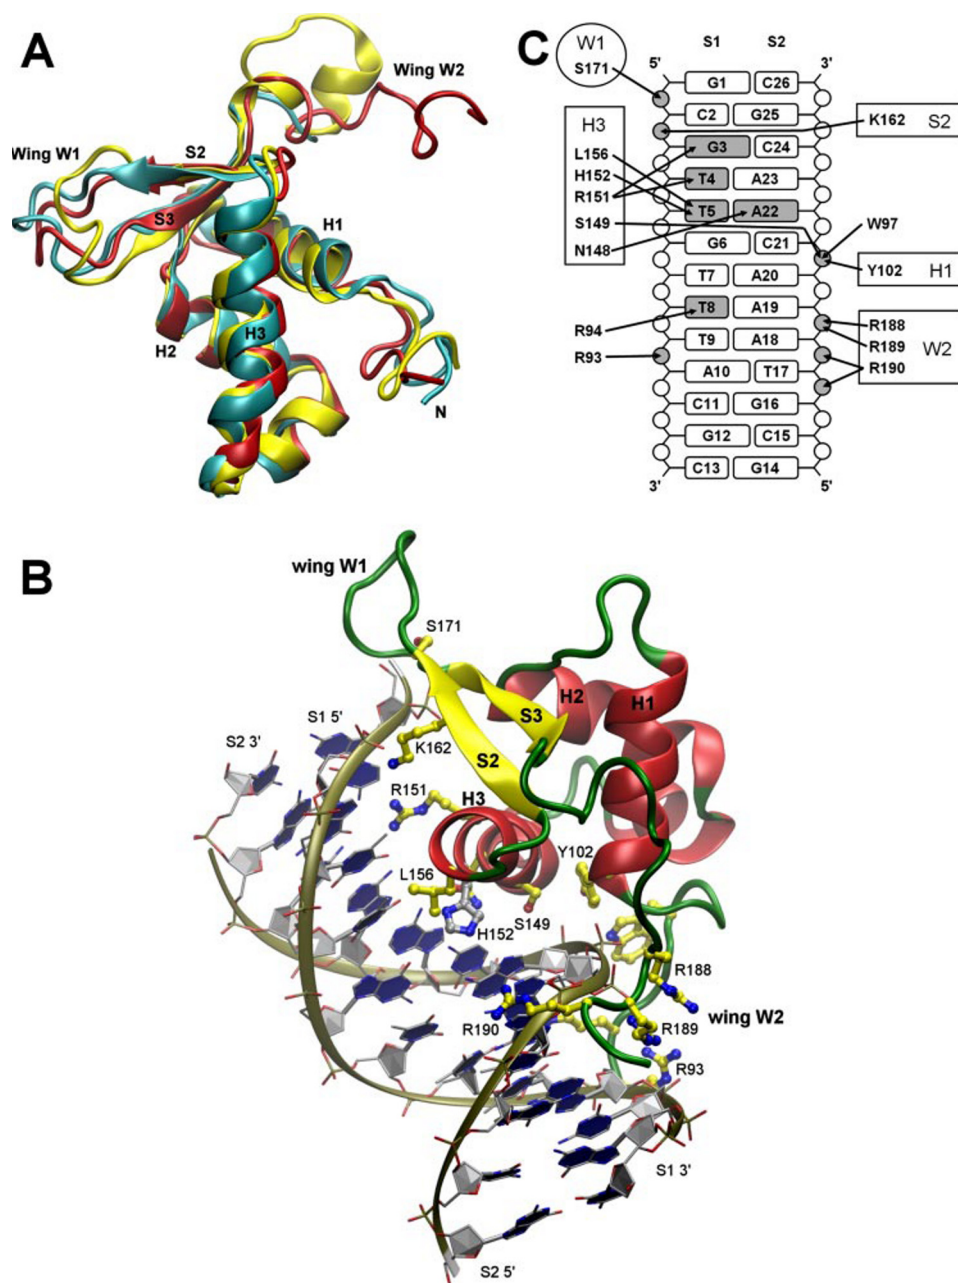 A
Wing W2
Wing W1
S2
S3
H1
H3
H2
N
C
W1
S171
S1 S2
5' 3'
G1 C26
C2 G25
K162 S2
H3
G3 C24
L156
H152
T4 A23
R151
T5 A22
S149
W97
N148
G6 C21
Y102 H1
T7 A20
R94
T8 A19
R188
R189 W2
R93
T9 A18
R190
A10 T17
C11 G16
G12 C15
C13 G14
3' 5'
B
wing W1
S171
H2
H1
S3
S1 5'
S2 3'
K162
S2
R151
H3
Y102
L156
S149
H152
R188
wing W2
R190
R189
R93
S1 3'
S2 5'